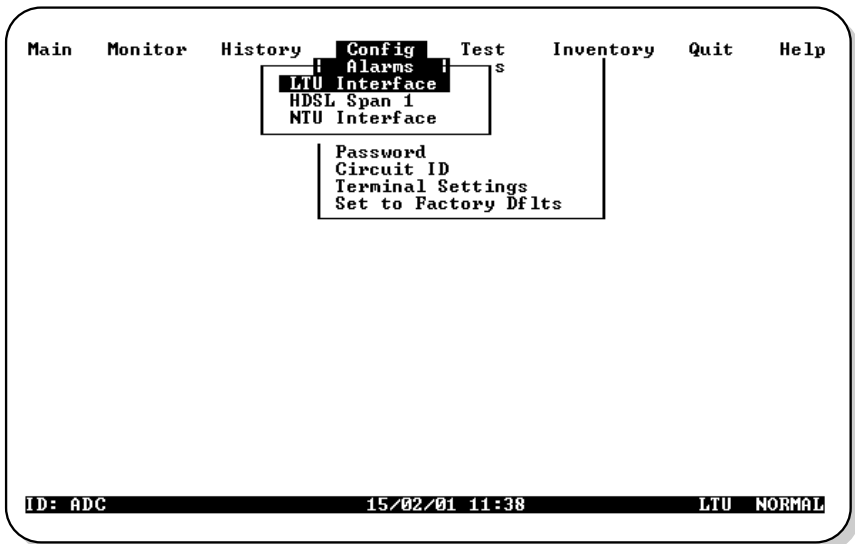 Main Monitor History Config Test Inventory Quit Help
Alarms s
LTU Interface
HDSL Span 1
NTU Interface
Password
Circuit ID
Terminal Settings
Set to Factory Dflts
ID: ADC 15/02/01 11:38 LTU NORMAL